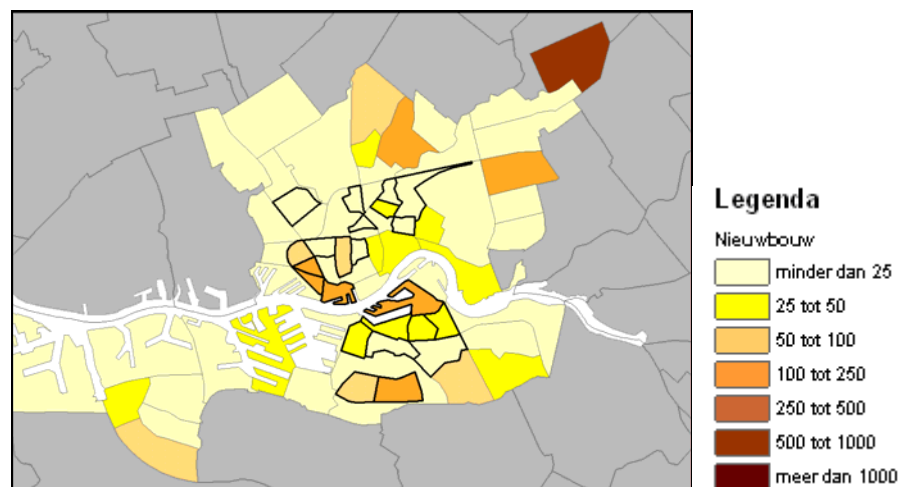 Legenda
Nieuwbouw
minder dan 25
25 tot 50
50 tot 100
100 tot 250
250 tot 500
500 tot 1000
meer dan 1000